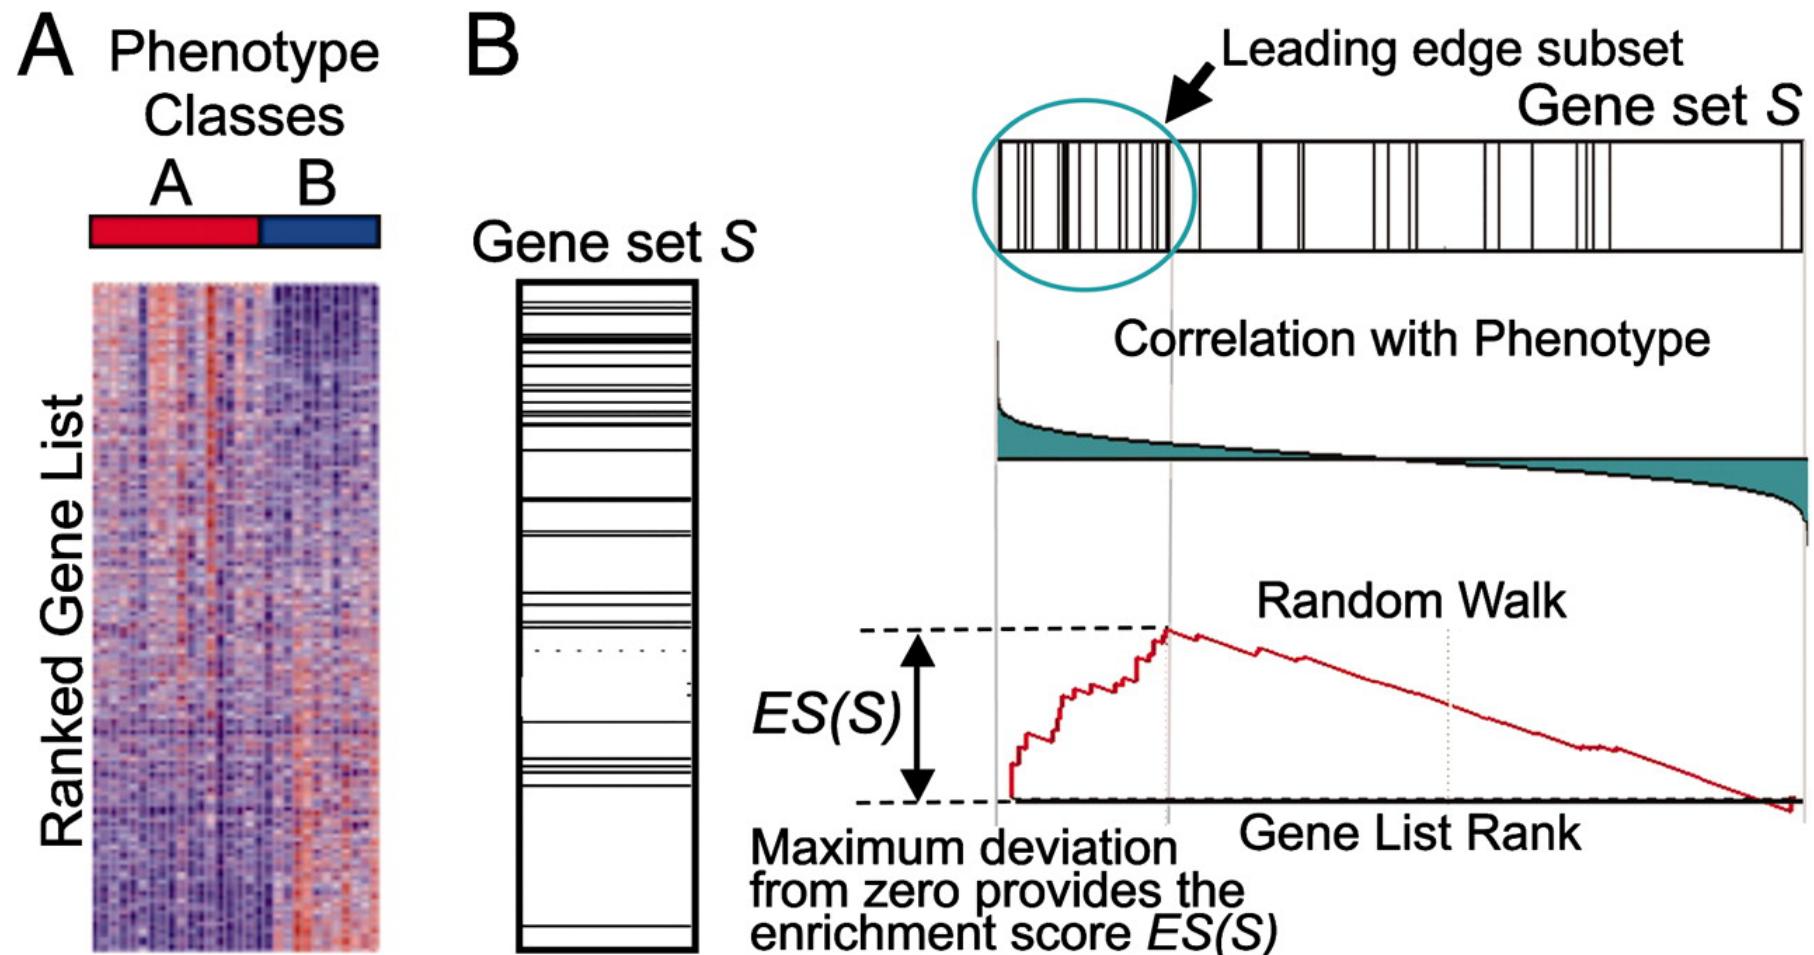 A
Phenotype
Classes
A B
Ranked Gene List
B
Gene set S
Leading edge subset
Gene set S
Correlation with Phenotype
Random Walk
ES(S)
Gene List Rank
Maximum deviation
from zero provides the
enrichment score ES(S)